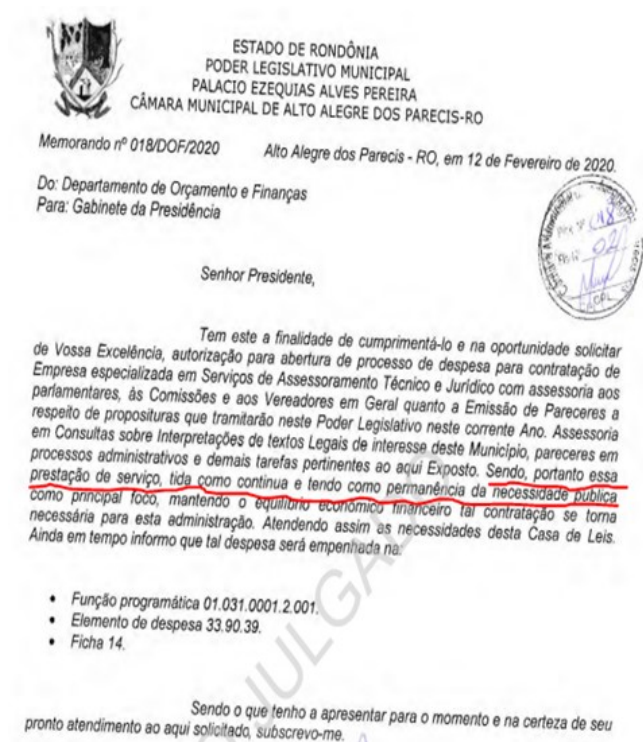 ESTADO DE RONDÔNIA
PODER LEGISLATIVO MUNICIPAL
PALACIO EZEQUIAS ALVES PEREIRA
CÂMARA MUNICIPAL DE ALTO ALEGRE DOS PARECIS-RO
Memorando nº 018/DOF/2020 Alto Alegre dos Parecis - RO, em 12 de Fevereiro de 2020.
Do: Departamento de Orçamento e Finanças
Para: Gabinete da Presidência
Senhor Presidente,
Tem este a finalidade de cumprimentá-lo e na oportunidade solicitar
de Vossa Excelência, autorização para abertura de processo de despesa para contratação de
Empresa especializada em Serviços de Assessoramento Técnico e Jurídico com assessoria aos
parlamentares, às Comissões e aos Vereadores em Geral quanto a Emissão de Pareceres a
respeito de proposituras que tramitarão neste Poder Legislativo neste corrente Ano. Assessoria
em Consultas sobre Interpretações de textos Legais de interesse deste Município, pareceres em
processos administrativos e demais tarefas pertinentes ao aqui Exposto. Sendo, portanto essa
prestação de serviço, tida como continua e tendo como permanência da necessidade pública
como principal foco, mantendo o equilíbrio econômico financeiro tal contratação se torna
necessária para esta administração. Atendendo assim as necessidades desta Casa de Leis.
Ainda em tempo informo que tal despesa será empenhada na:
• Função programática 01.031.0001.2.001.
• Elemento de despesa 33.90.39.
• Ficha 14.
Sendo o que tenho a apresentar para o momento e na certeza de seu
pronto atendimento ao aqui solicitado, subscrevo-me.
JULGADO